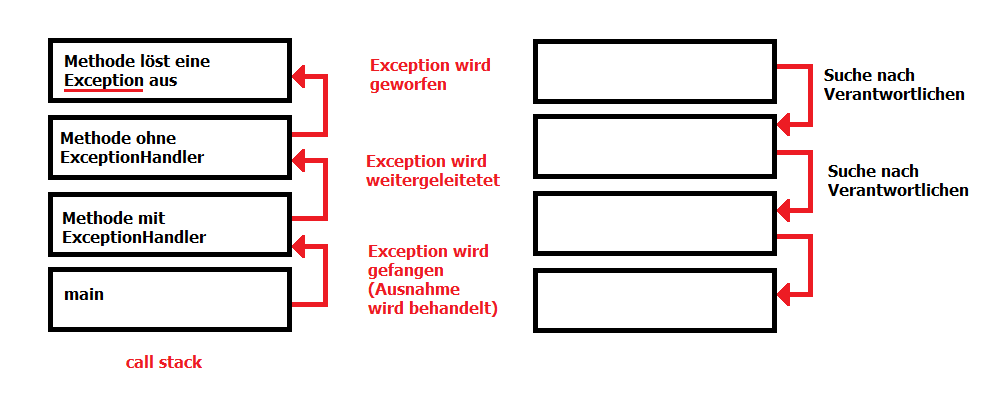 Methode löst eine
Exception aus
Exception wird
geworfen
Methode ohne
ExceptionHandler
Exception wird
weitergeleitetet
Methode mit
ExceptionHandler
Exception wird
gefangen
(Ausnahme
wird behandelt)
main
call stack
Suche nach
Verantwortlichen
Suche nach
Verantwortlichen